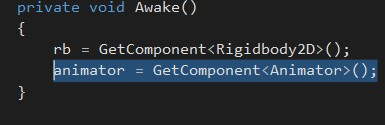 private void Awake()
{
rb = GetComponent<Rigidbody2D>();
animator = GetComponent<Animator>();
}